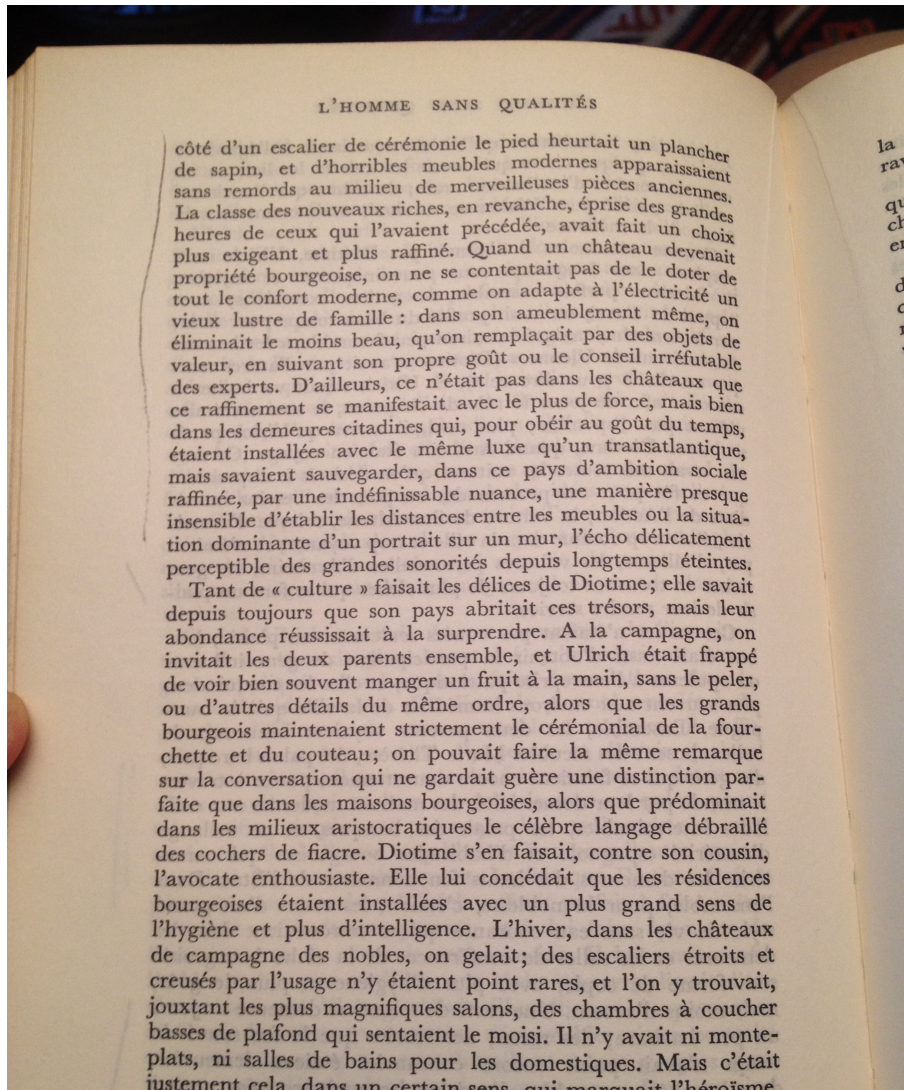 L'HOMME SANS QUALITÉS
côté d'un escalier de cérémonie le pied heurtait un plancher
de sapin, et d'horribles meubles modernes apparaissaient
sans remords au milieu de merveilleuses pièces anciennes.
La classe des nouveaux riches, en revanche, éprise des grandes
heures de ceux qui l'avaient précédée, avait fait un choix
plus exigeant et plus raffiné. Quand un château devenait
propriété bourgeoise, on ne se contentait pas de le doter de
tout le confort moderne, comme on adapte à l'électricité un
vieux lustre de famille : dans son ameublement même, on
éliminait le moins beau, qu'on remplaçait par des objets de
valeur, en suivant son propre goût ou le conseil irréfutable
des experts. D'ailleurs, ce n'était pas dans les châteaux que
ce raffinement se manifestait avec le plus de force, mais bien
dans les demeures citadines qui, pour obéir au goût du temps,
étaient installées avec le même luxe qu'un transatlantique,
mais savaient sauvegarder, dans ce pays d'ambition sociale
raffinée, par une indéfinissable nuance, une manière presque
insensible d'établir les distances entre les meubles ou la situa-
tion dominante d'un portrait sur un mur, l'écho délicatement
perceptible des grandes sonorités depuis longtemps éteintes.
Tant de « culture » faisait les délices de Diotime; elle savait
depuis toujours que son pays abritait ces trésors, mais leur
abondance réussissait à la surprendre. A la campagne, on
invitait les deux parents ensemble, et Ulrich était frappé
de voir bien souvent manger un fruit à la main, sans le peler,
ou d'autres détails du même ordre, alors que les grands
bourgeois maintenaient strictement le cérémonial de la four-
chette et du couteau; on pouvait faire la même remarque
sur la conversation qui ne gardait guère une distinction par-
faite que dans les maisons bourgeoises, alors que prédominait
dans les milieux aristocratiques le célèbre langage débraillé
des cochers de fiacre. Diotime s'en faisait, contre son cousin,
l'avocate enthousiaste. Elle lui concédait que les résidences
bourgeoises étaient installées avec un plus grand sens de
l'hygiène et plus d'intelligence. L'hiver, dans les châteaux
de campagne des nobles, on gelait; des escaliers étroits et
creusés par l'usage n'y étaient point rares, et l'on y trouvait,
jouxtant les plus magnifiques salons, des chambres à coucher
basses de plafond qui sentaient le moisi. Il n'y avait ni monte-
plats, ni salles de bains pour les domestiques. Mais c'était
justement cela, dans un certain sens, qui marquait l'héroïsme
la